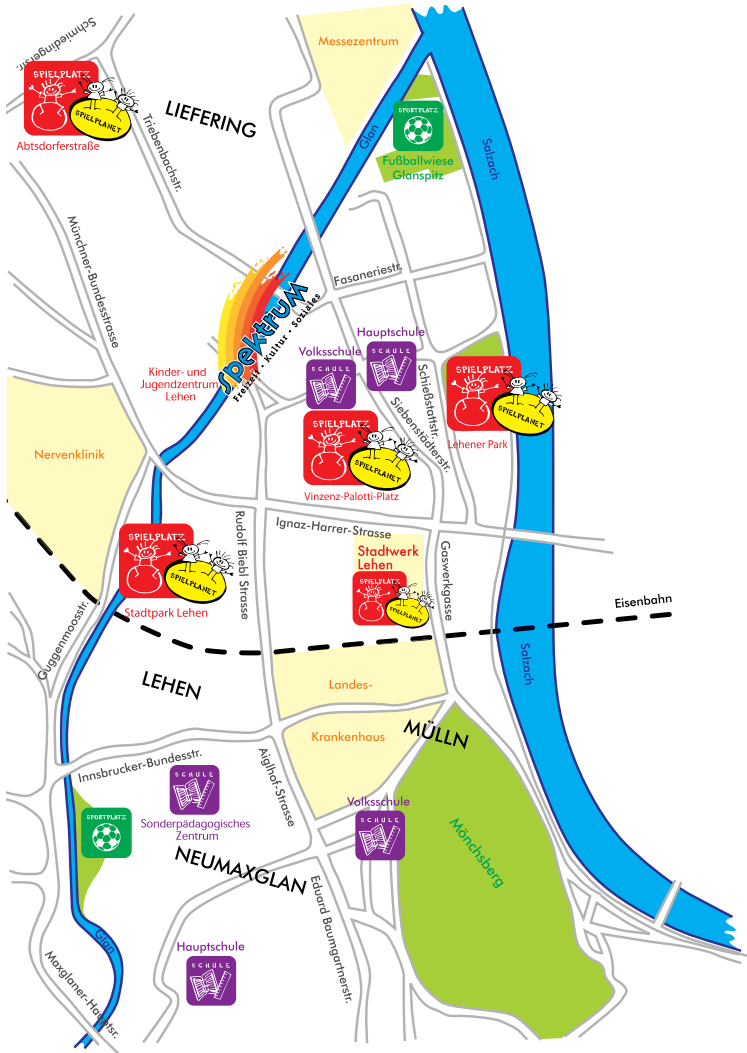 Messezentrum
Schmiedingerstr.
SPIELPLATZ
SPIELPLANET
Abtsdorferstraße
LIEFERING
Triebenbachstr.
Glan
SPORTPLATZ
Fußballwiese
Glanspitz
Salzach
Münchner-Bundesstrasse
Fasaneriestr.
spektrum
Freizeit · Kultur · Soziales
Kinder- und
Jugendzentrum
Lehen
Volksschule
SCHULE
Hauptschule
SCHULE
Schießstattstr.
Siebenstädterstr.
SPIELPLATZ
SPIELPLANET
Lehener Park
SPIELPLATZ
SPIELPLANET
Vinzenz-Palotti-Platz
Nervenklinik
Rudolf Biebl Strasse
Ignaz-Harrer-Strasse
SPIELPLATZ
SPIELPLANET
Stadtpark Lehen
Stadtwerk
Lehen
SPIELPLATZ
SPIELPLANET
Gaswerkgasse
Eisenbahn
Guggenmoosstr.
Salzach
LEHEN
Landes-
Krankenhaus
MÜLLN
Innsbrucker-Bundesstr.
Aiglhof-Strasse
SCHULE
Sonderpädagogisches
Zentrum
SPORTPLATZ
Volksschule
SCHULE
Mönchsberg
NEUMAXGLAN
Eduard Baumgartnerstr.
Glan
Hauptschule
SCHULE
Maxglaner-Hauptsr.